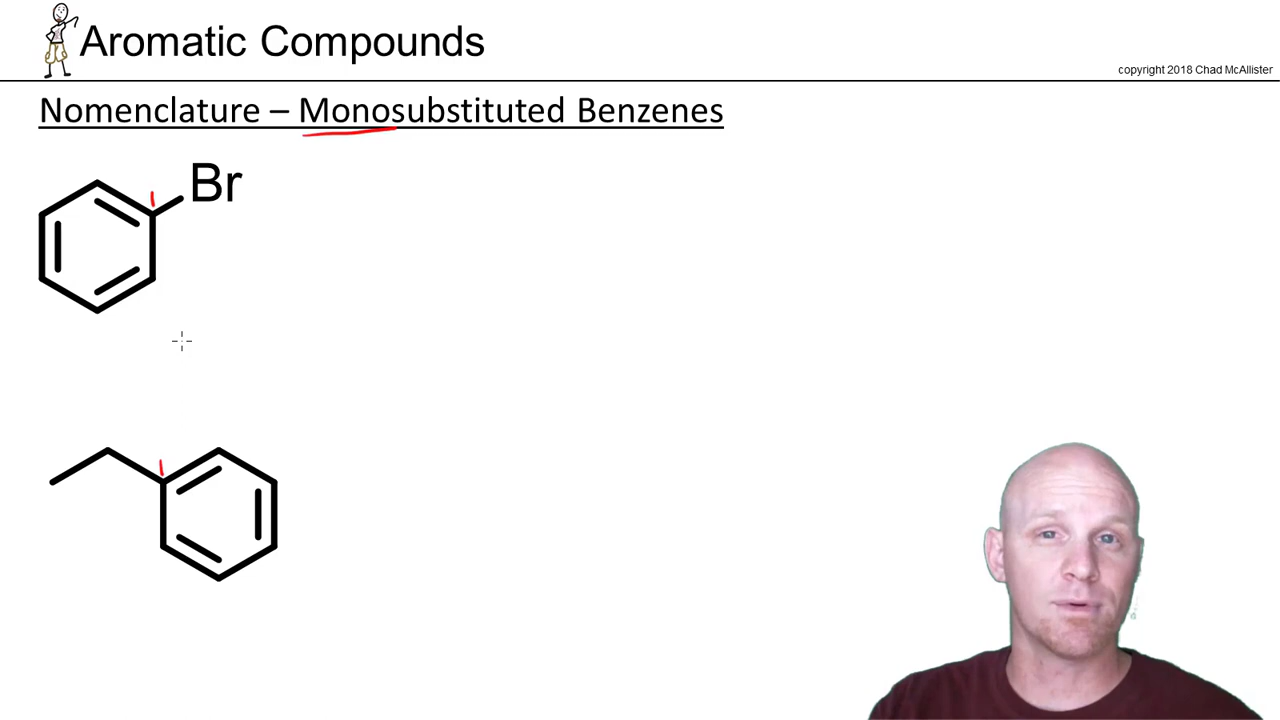 Aromatic Compounds
copyright 2018 Chad McAllister
Nomenclature – Monosubstituted Benzenes
Br